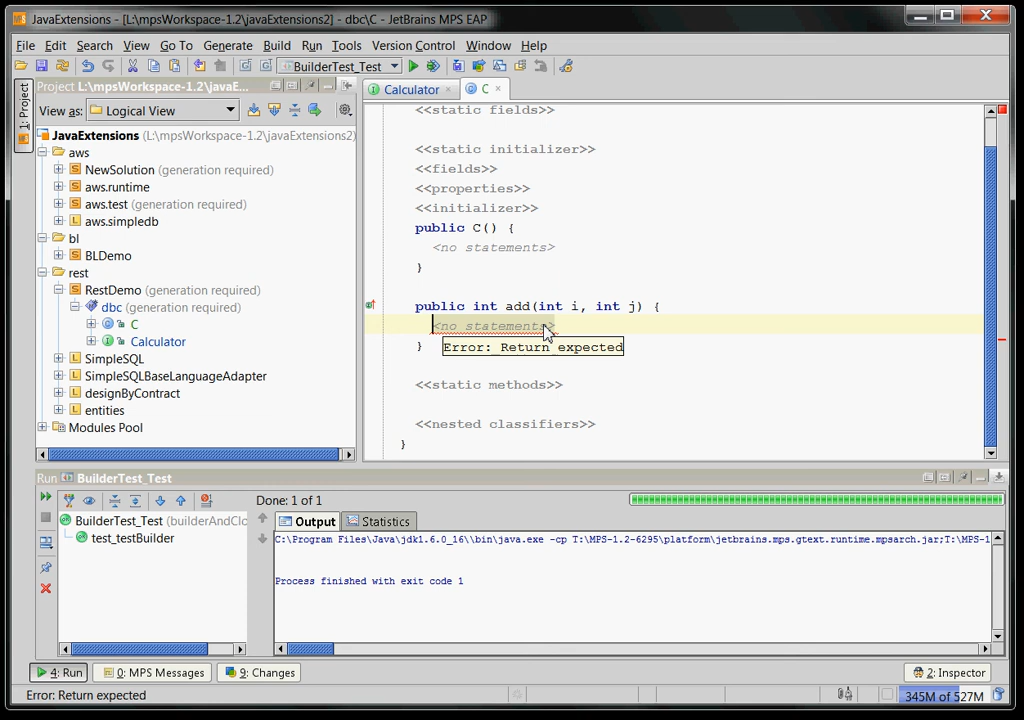 JavaExtensions - [L:\mpsWorkspace-1.2\javaExtensions2] - dbc\C - JetBrains MPS EAP
File Edit Search View Go To Generate Build Run Tools Version Control Window Help
BuilderTest_Test
1: Project
Project L:\mpsWorkspace-1.2\javaE...
View as: Logical View
JavaExtensions (L:\mpsWorkspace-1.2\javaExtensions2)
aws
NewSolution (generation required)
aws.runtime
aws.test (generation required)
aws.simpledb
bl
BLDemo
rest
RestDemo (generation required)
dbc (generation required)
C
Calculator
SimpleSQL
SimpleSQLBaseLanguageAdapter
designByContract
entities
Modules Pool
Calculator
C
<<static fields>>
<<static initializer>>
<<fields>>
<<properties>>
<<initializer>>
public C() {
<no statements>
}
public int add(int i, int j) {
<no statements>
}
Error: Return expected
<<static methods>>
<<nested classifiers>>
}
Run BuilderTest_Test
Done: 1 of 1
BuilderTest_Test (builderAndClo
test_testBuilder
Output Statistics
C:\Program Files\Java\jdk1.6.0_16\\bin\java.exe -cp T:\MPS-1.2-6295\platform\jetbrains.mps.gtext.runtime.mpsarch.jar;T:\MPS-1
Process finished with exit code 1
4: Run 0: MPS Messages 9: Changes 2: Inspector
Error: Return expected 345M of 527M